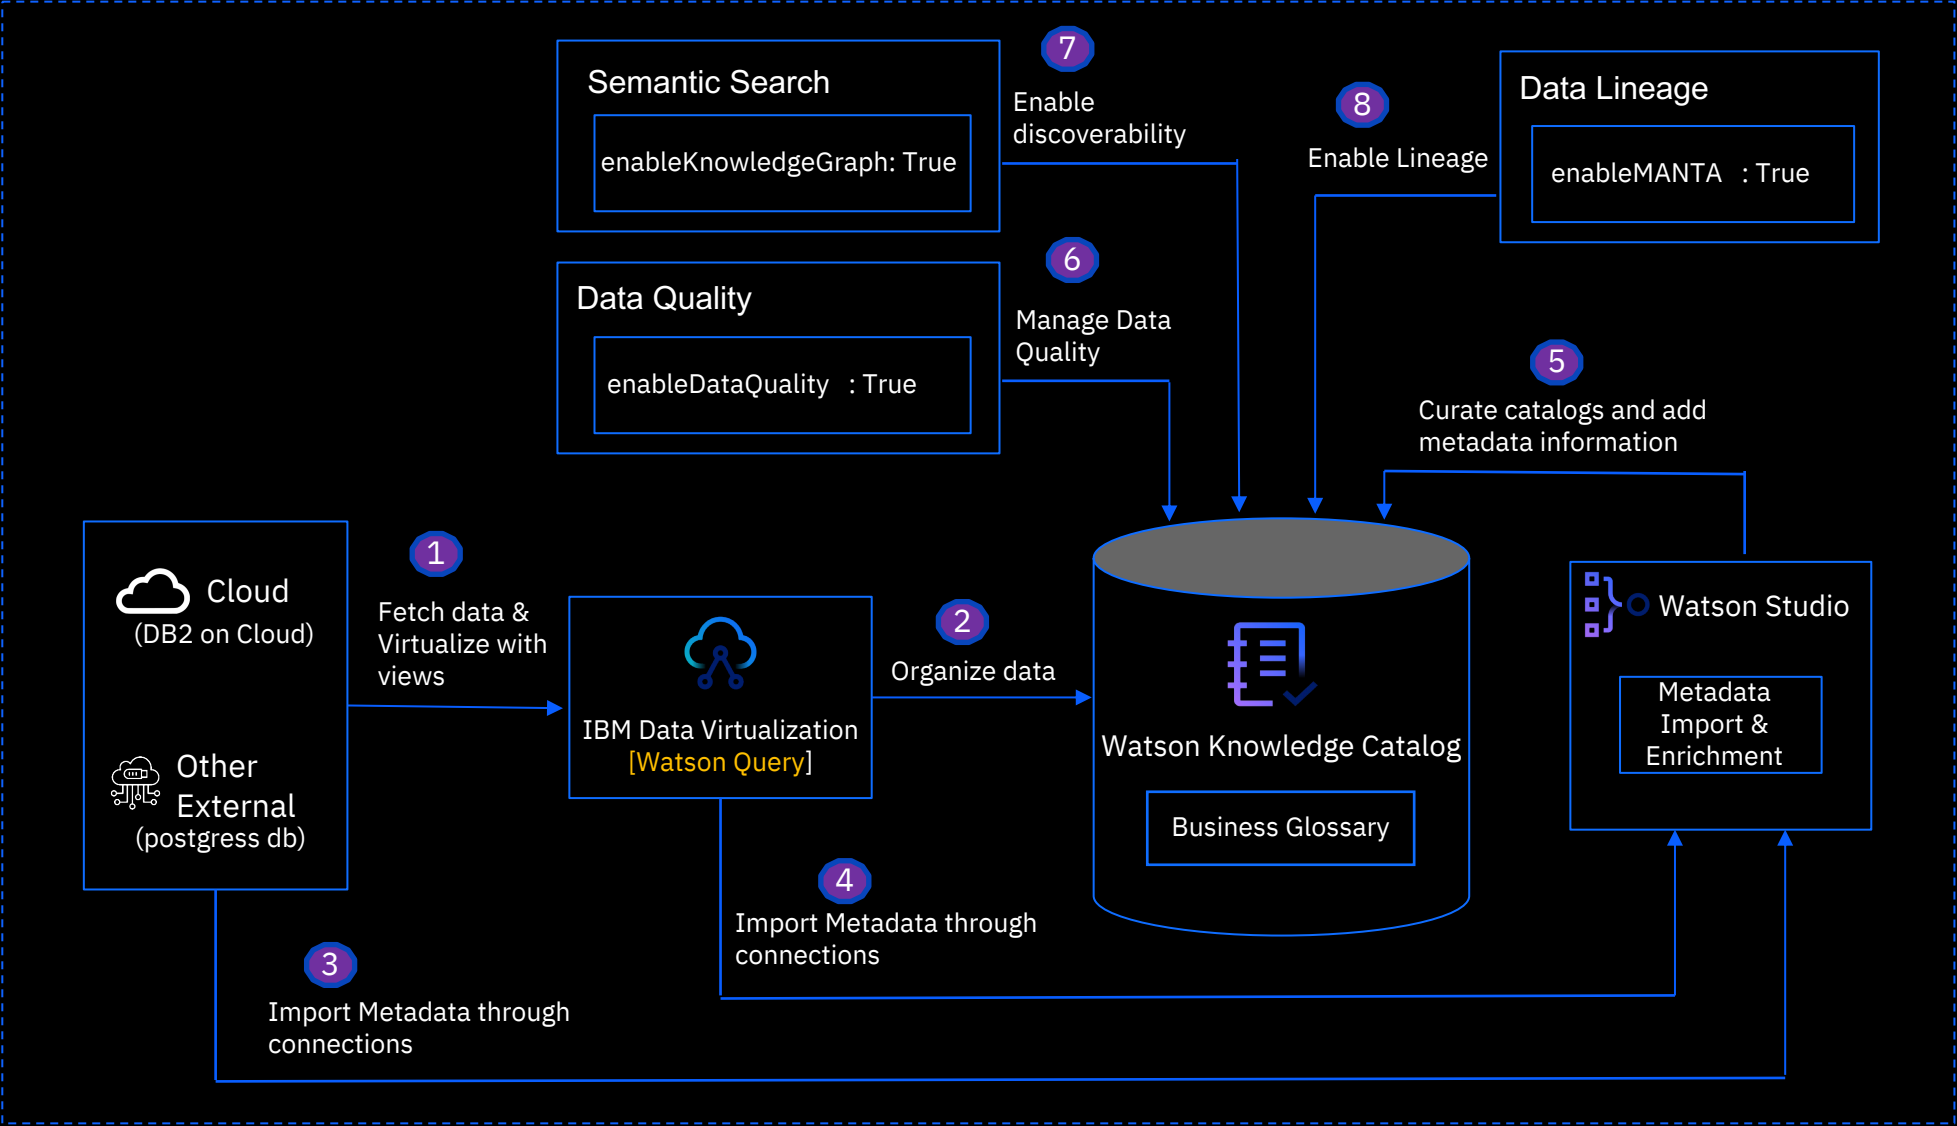 7
Semantic Search
enableKnowledgeGraph: True
Enable
discoverability
8
Enable Lineage
Data Lineage
enableMANTA : True
6
Data Quality
enableDataQuality : True
Manage Data
Quality
5
Curate catalogs and add
metadata information
Cloud
(DB2 on Cloud)
Other
External
(postgress db)
1
Fetch data &
Virtualize with
views
IBM Data Virtualization
[Watson Query]
2
Organize data
Watson Knowledge Catalog
Business Glossary
Watson Studio
Metadata
Import &
Enrichment
4
Import Metadata through
connections
3
Import Metadata through
connections